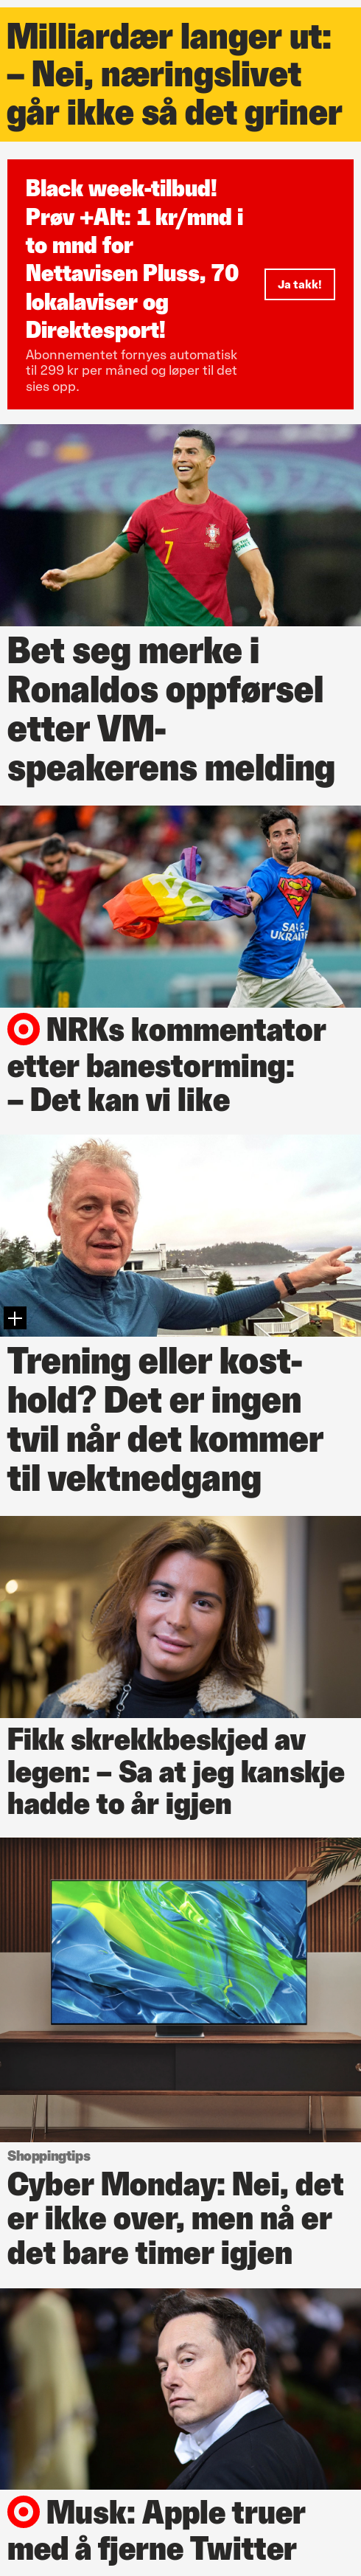 Milliardær langer ut:
– Nei, næringslivet
går ikke så det griner
Black week-tilbud!
Prøv +Alt: 1 kr/mnd i
to mnd for
Nettavisen Pluss, 70
lokalaviser og
Direktesport!
Ja takk!
Abonnementet fornyes automatisk
til 299 kr per måned og løper til det
sies opp.
7
Bet seg merke i
Ronaldos oppførsel
etter VM-
speakerens melding
SAVE
UKRAINE
NRKs kommentator
etter banestorming:
– Det kan vi like
Trening eller kost-
hold? Det er ingen
tvil når det kommer
til vektnedgang
Fikk skrekkbeskjed av
legen: – Sa at jeg kanskje
hadde to år igjen
Shoppingtips
Cyber Monday: Nei, det
er ikke over, men nå er
det bare timer igjen
Musk: Apple truer
med å fjerne Twitter